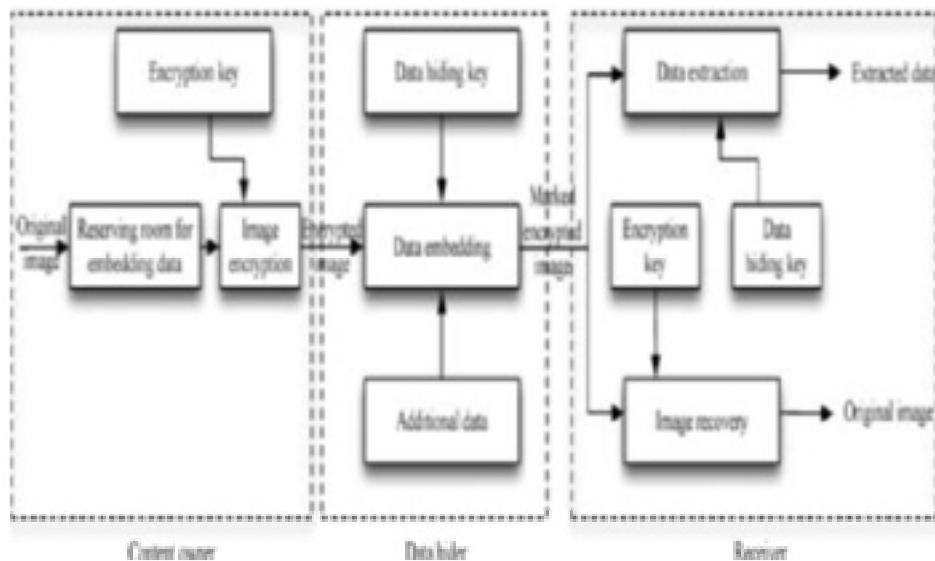 Encryption key
Original
image
Reserving room for
embedding data
Image
encryption
Encrypted
image
Data hiding key
Data embedding
Additional data
Marked
encrypted
images
Data extraction
Extracted data
Encryption
key
Data
hiding key
Image recovery
Original image
Content owner
Data hider
Receiver